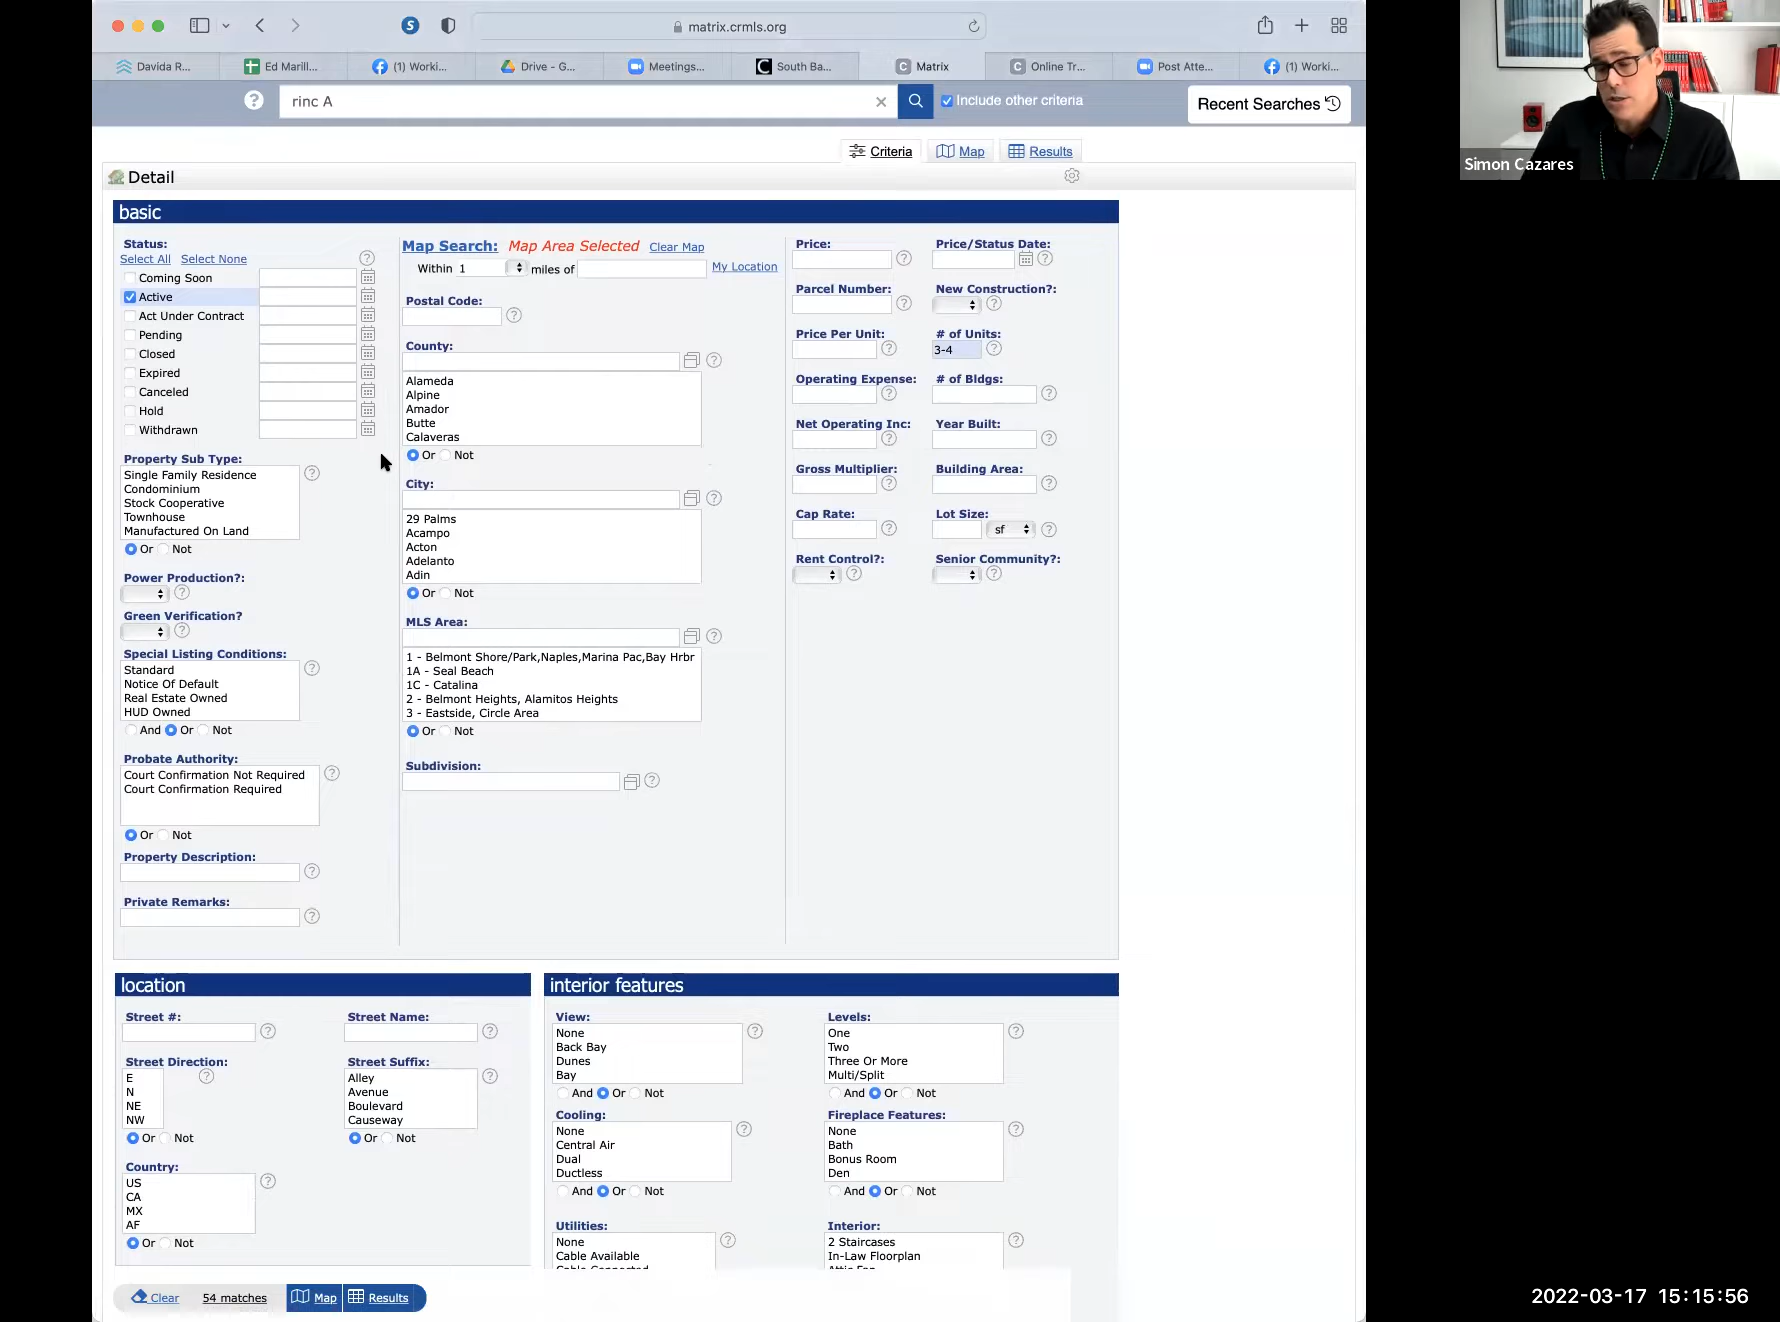 matrix.crmls.org
Davida R...
Ed Marill...
(1) Worki...
Drive - G...
Meetings...
South Ba...
Matrix
Online Tr...
Post Atte...
(1) Worki...
rinc A
Include other criteria
Recent Searches
Criteria
Map
Results
Detail
basic
Status:
Select All Select None
Coming Soon
Active
Act Under Contract
Pending
Closed
Expired
Canceled
Hold
Withdrawn
Property Sub Type:
Single Family Residence
Condominium
Stock Cooperative
Townhouse
Manufactured On Land
Or Not
Power Production?:
Green Verification?
Special Listing Conditions:
Standard
Notice Of Default
Real Estate Owned
HUD Owned
And Or Not
Probate Authority:
Court Confirmation Not Required
Court Confirmation Required
Or Not
Property Description:
Private Remarks:
Map Search: Map Area Selected Clear Map
Within 1 miles of My Location
Postal Code:
County:
Alameda
Alpine
Amador
Butte
Calaveras
Or Not
City:
29 Palms
Acampo
Acton
Adelanto
Adin
Or Not
MLS Area:
1 - Belmont Shore/Park,Naples,Marina Pac,Bay Hrbr
1A - Seal Beach
1C - Catalina
2 - Belmont Heights, Alamitos Heights
3 - Eastside, Circle Area
Or Not
Subdivision:
Price: Price/Status Date:
Parcel Number: New Construction?:
Price Per Unit: # of Units:
3-4
Operating Expense: # of Bldgs:
Net Operating Inc: Year Built:
Gross Multiplier: Building Area:
Cap Rate: Lot Size:
sf
Rent Control?: Senior Community?:
location
Street #: Street Name:
Street Direction:
E
N
NE
NW
Or Not
Street Suffix:
Alley
Avenue
Boulevard
Causeway
Or Not
Country:
US
CA
MX
AF
Or Not
interior features
View:
None
Back Bay
Dunes
Bay
And Or Not
Levels:
One
Two
Three Or More
Multi/Split
And Or Not
Cooling:
None
Central Air
Dual
Ductless
And Or Not
Fireplace Features:
None
Bath
Bonus Room
Den
And Or Not
Utilities:
None
Cable Available
Interior:
2 Staircases
In-Law Floorplan
Clear
54 matches
Map
Results
Simon Cazares
2022-03-17 15:15:56